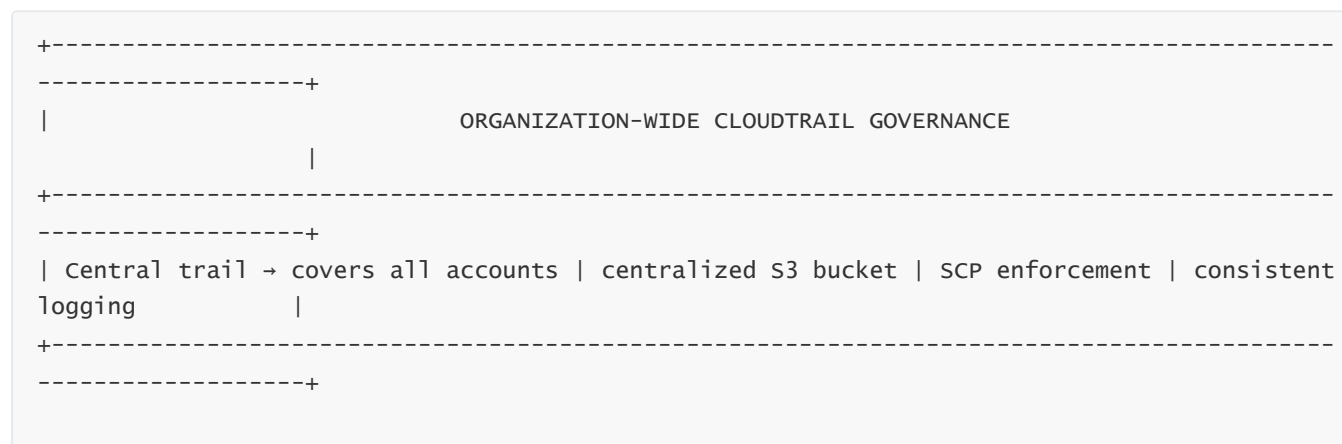 +------------------------------------------------------------------------------------------
-------------------+
|                             ORGANIZATION-WIDE CLOUDTRAIL GOVERNANCE
                   |
+------------------------------------------------------------------------------------------
-------------------+
| Central trail → covers all accounts | centralized S3 bucket | SCP enforcement | consistent
logging           |
+------------------------------------------------------------------------------------------
-------------------+